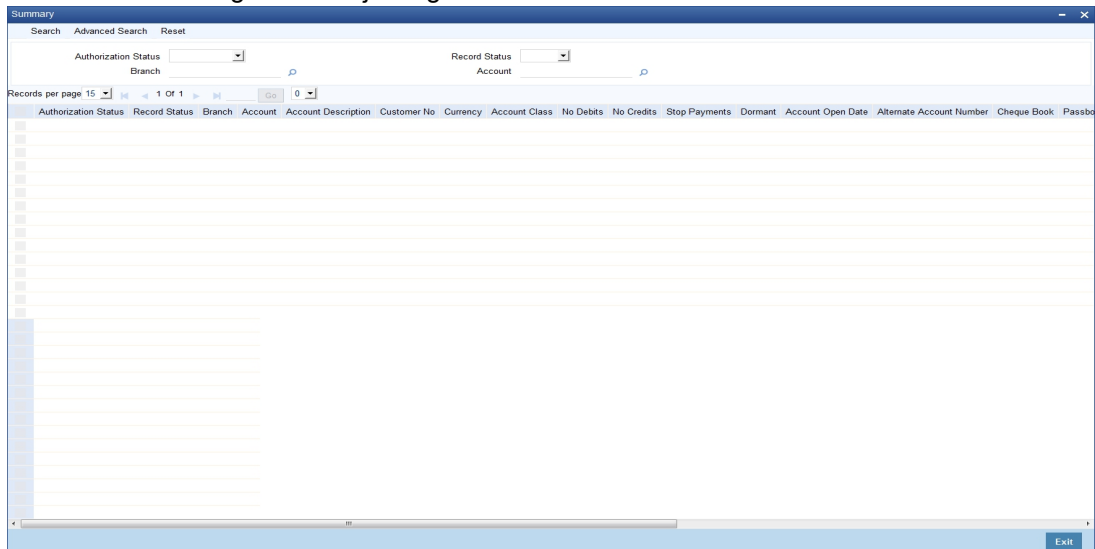 Summary
Search Advanced Search Reset
Authorization Status Record Status
Branch Account
Records per page 15 1 Of 1 Go 0
Authorization Status Record Status Branch Account Account Description Customer No Currency Account Class No Debits No Credits Stop Payments Dormant Account Open Date Alternate Account Number Cheque Book Passbo
Exit